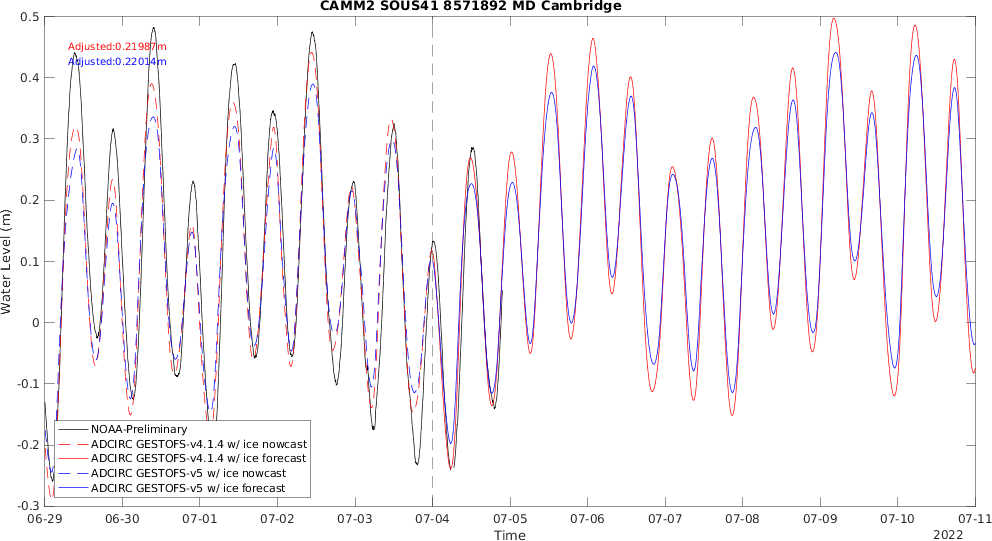 CAMM2 SOUS41 8571892 MD Cambridge
Adjusted:0.21987m
Adjusted:0.22014m
Water Level (m)
0.5
0.4
0.3
0.2
0.1
0
-0.1
-0.2
-0.3
NOAA-Preliminary
ADCIRC GESTOFS-v4.1.4 w/ ice nowcast
ADCIRC GESTOFS-v4.1.4 w/ ice forecast
ADCIRC GESTOFS-v5 w/ ice nowcast
ADCIRC GESTOFS-v5 w/ ice forecast
06-29 06-30 07-01 07-02 07-03 07-04 07-05 07-06 07-07 07-08 07-09 07-10 07-11
Time
2022